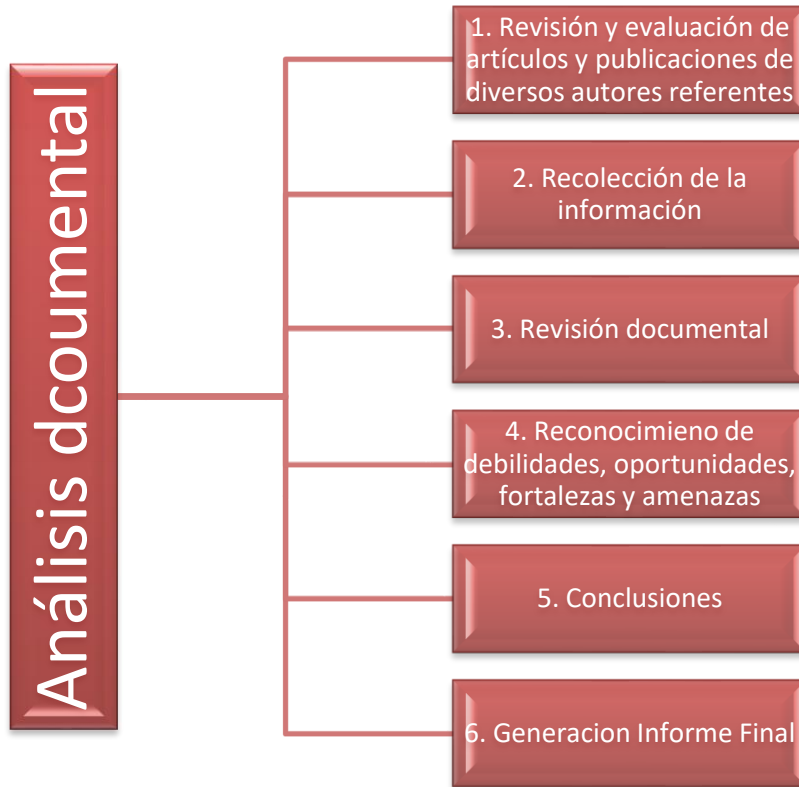 Análisis dcoumental
1. Revisión y evaluación de
artículos y publicaciones de
diversos autores referentes
2. Recolección de la
información
3. Revisión documental
4. Reconocimieno de
debilidades, oportunidades,
fortalezas y amenazas
5. Conclusiones
6. Generacion Informe Final